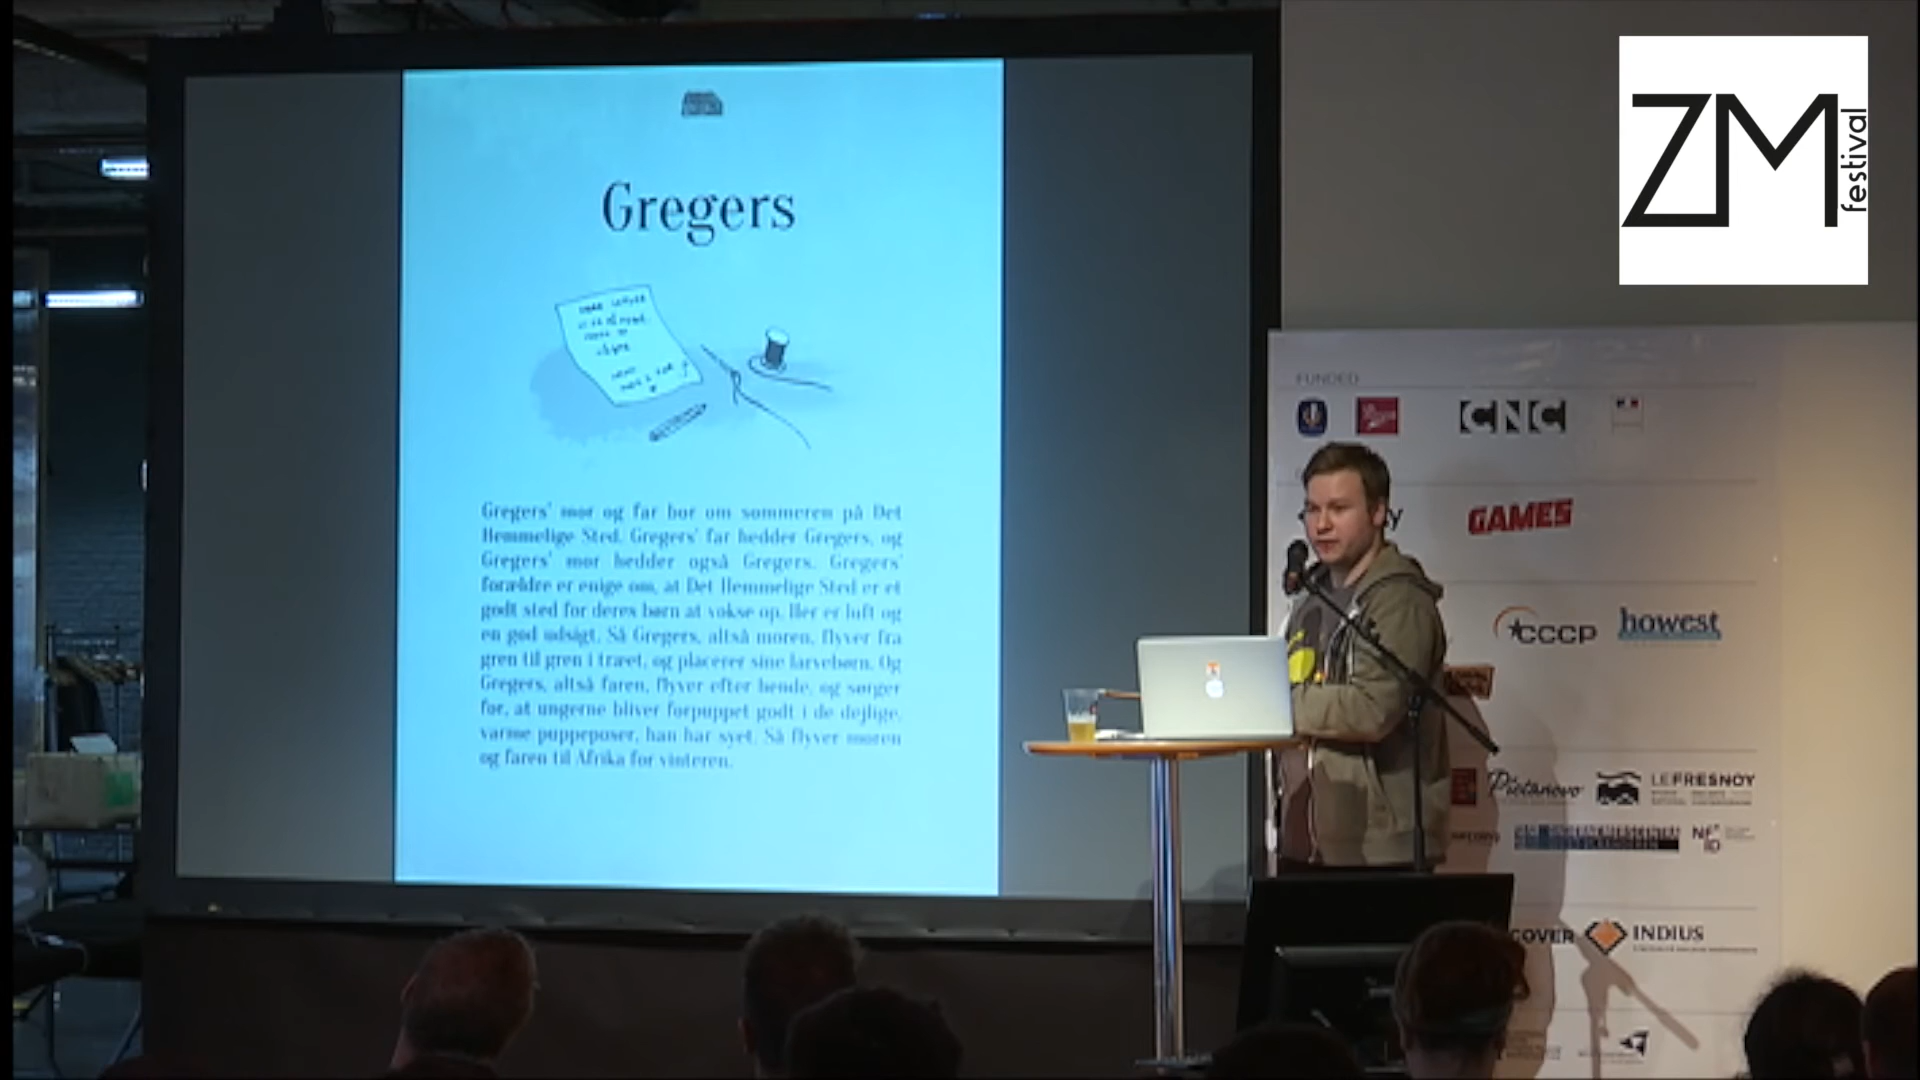 ZM
festival
Gregers
Gregers' mor og far bor om sommeren på Det
Hemmelige Sted. Gregers' far hedder Gregers, og
Gregers' mor hedder også Gregers. Gregers'
forældre er enige om, at Det Hemmelige Sted er et
godt sted for deres børn at vokse op. Her er luft og
en god udsigt. Så Gregers, altså moren, flyver fra
gren til gren i træet, og placerer sine larvebørn. Og
Gregers, altså faren, flyver efter hende, og sørger
for, at ungerne bliver forpuppet godt i de dejlige,
varme puppeposer, han har syet. Så flyver moren
og faren til Afrika for vinteren.
FUNDED
CNC
GAMES
CCCP
howest
Pictanovo
LE FRESNOY
COVER
INDIUS